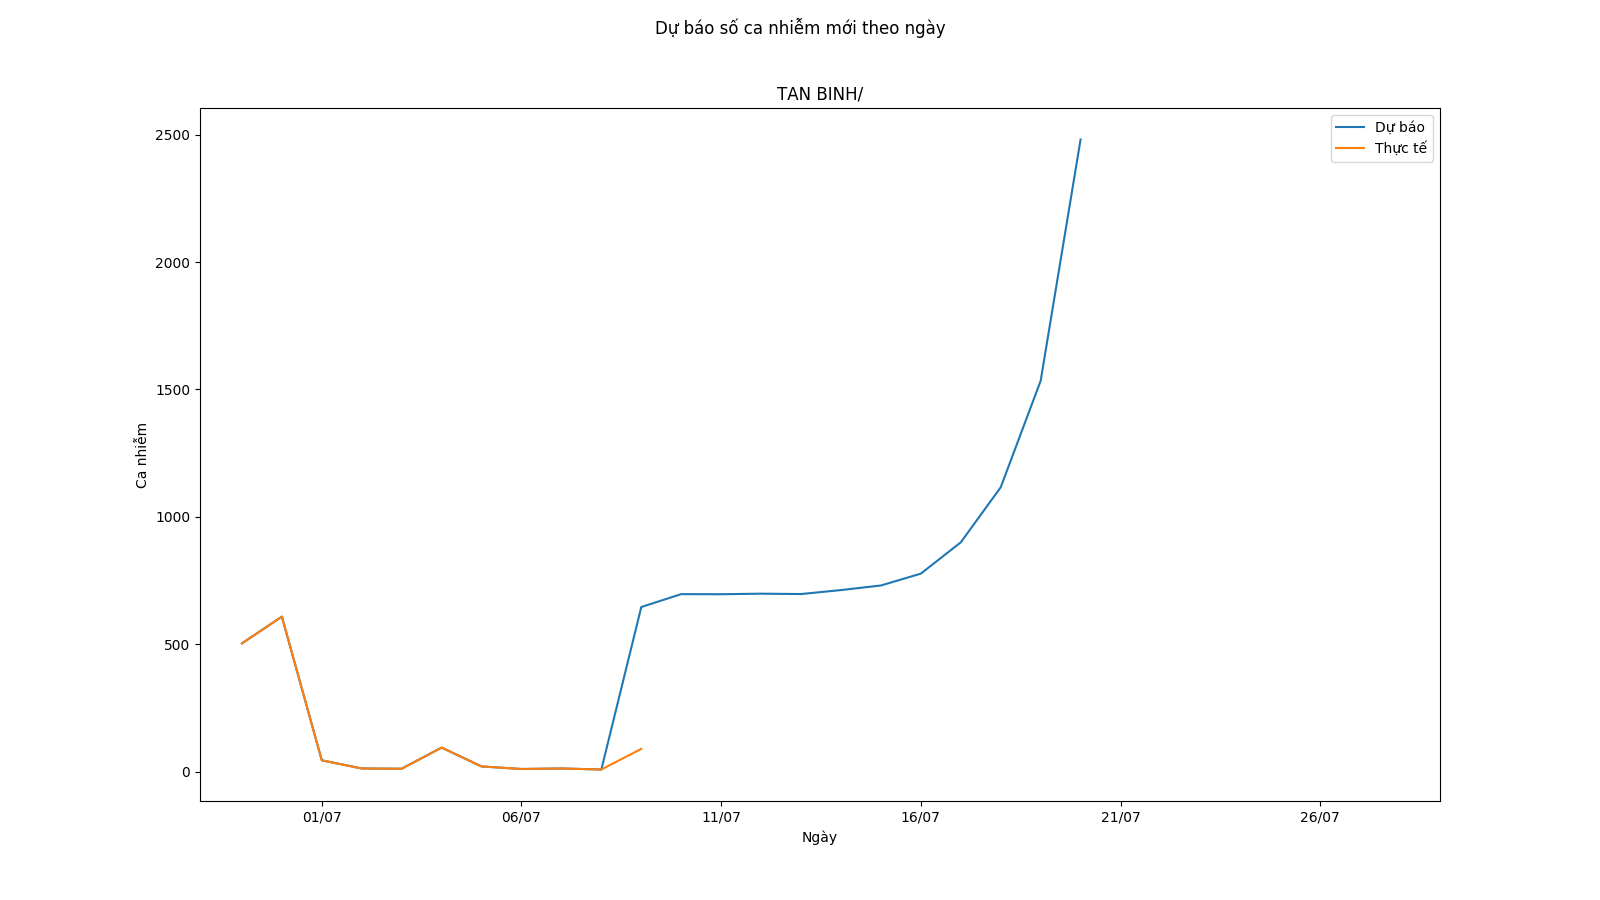 Dự báo số ca nhiễm mới theo ngày
TAN BINH/
Dự báo
Thực tế
2500
2000
1500
1000
500
0
Ca nhiễm
01/07
06/07
11/07
16/07
21/07
26/07
Ngày